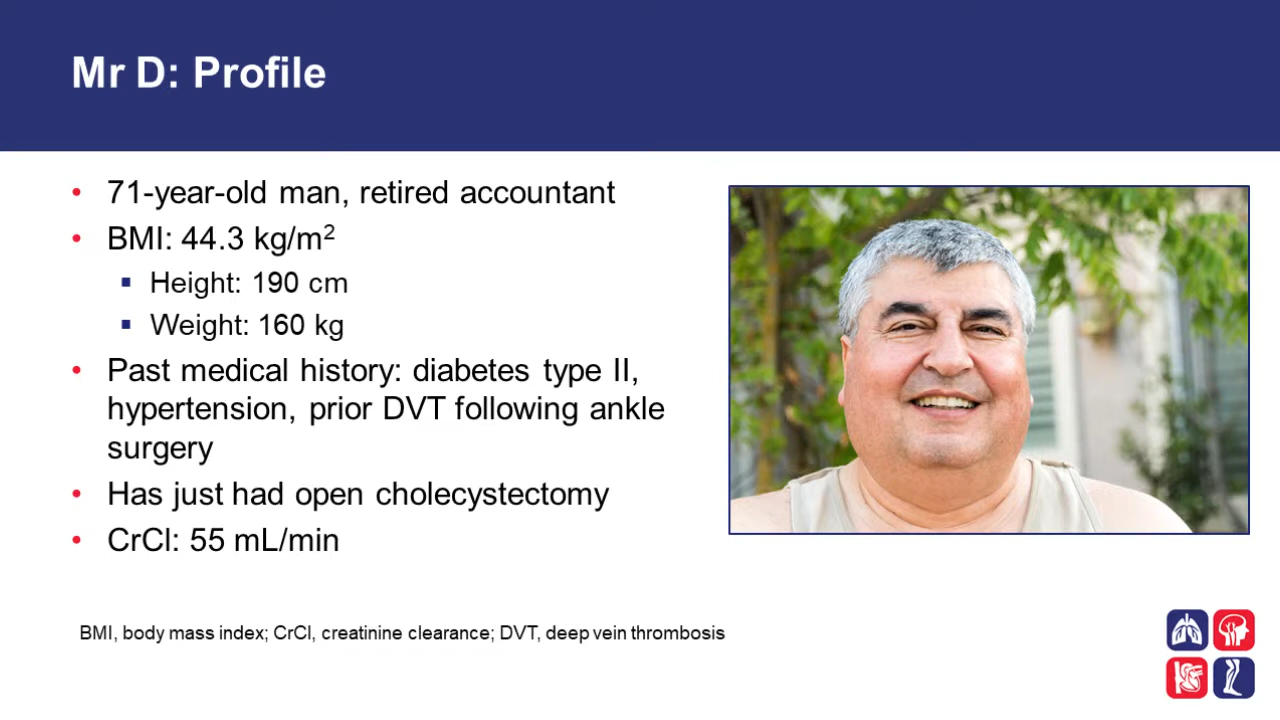 Mr D: Profile
• 71-year-old man, retired accountant
• BMI: 44.3 kg/m²
▪ Height: 190 cm
▪ Weight: 160 kg
• Past medical history: diabetes type II,
hypertension, prior DVT following ankle
surgery
• Has just had open cholecystectomy
• CrCl: 55 mL/min
BMI, body mass index; CrCl, creatinine clearance; DVT, deep vein thrombosis